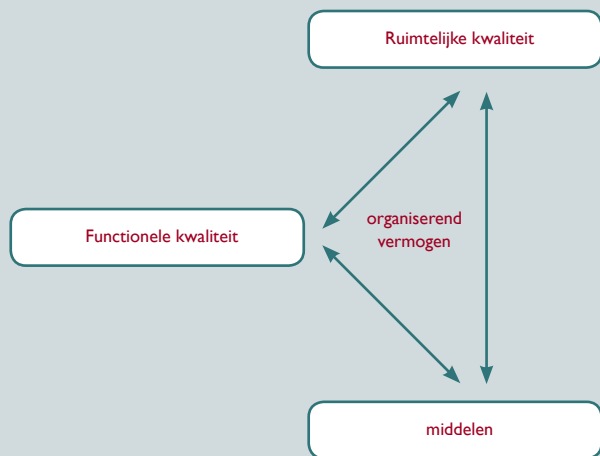 Ruimtelijke kwaliteit
organiserend
vermogen
Functionele kwaliteit
middelen